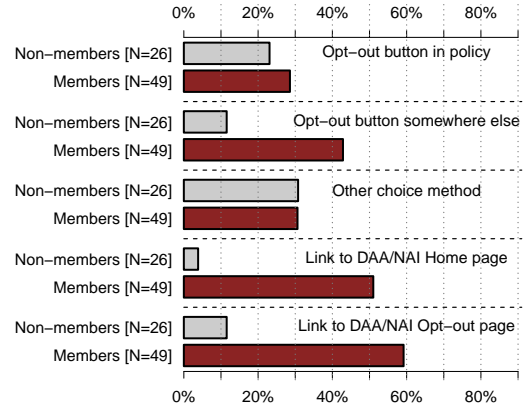 0% 20% 40% 60% 80%
Non−members [N=26] Opt−out button in policy
Members [N=49]
Non−members [N=26] Opt−out button somewhere else
Members [N=49]
Non−members [N=26] Other choice method
Members [N=49]
Non−members [N=26] Link to DAA/NAI Home page
Members [N=49]
Non−members [N=26] Link to DAA/NAI Opt−out page
Members [N=49]
0% 20% 40% 60% 80%